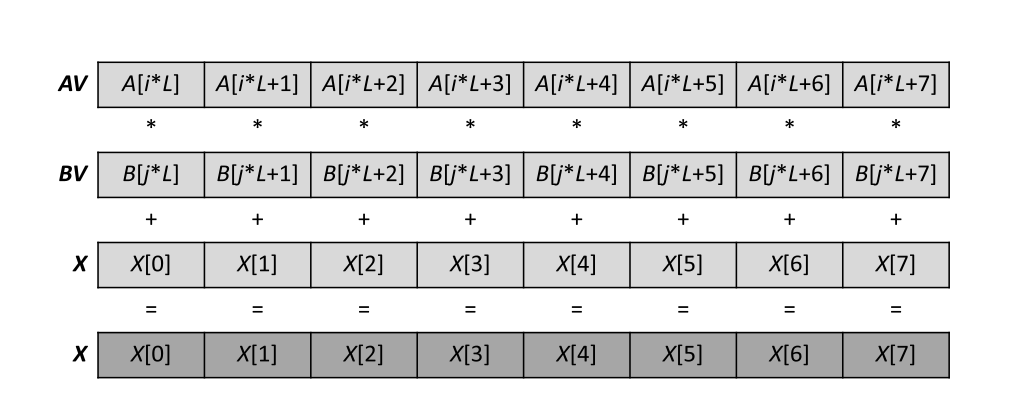 AV A[i*L] A[i*L+1] A[i*L+2] A[i*L+3] A[i*L+4] A[i*L+5] A[i*L+6] A[i*L+7]
* * * * * * * *
BV B[j*L] B[j*L+1] B[j*L+2] B[j*L+3] B[j*L+4] B[j*L+5] B[j*L+6] B[j*L+7]
+ + + + + + + +
X X[0] X[1] X[2] X[3] X[4] X[5] X[6] X[7]
= = = = = = = =
X X[0] X[1] X[2] X[3] X[4] X[5] X[6] X[7]